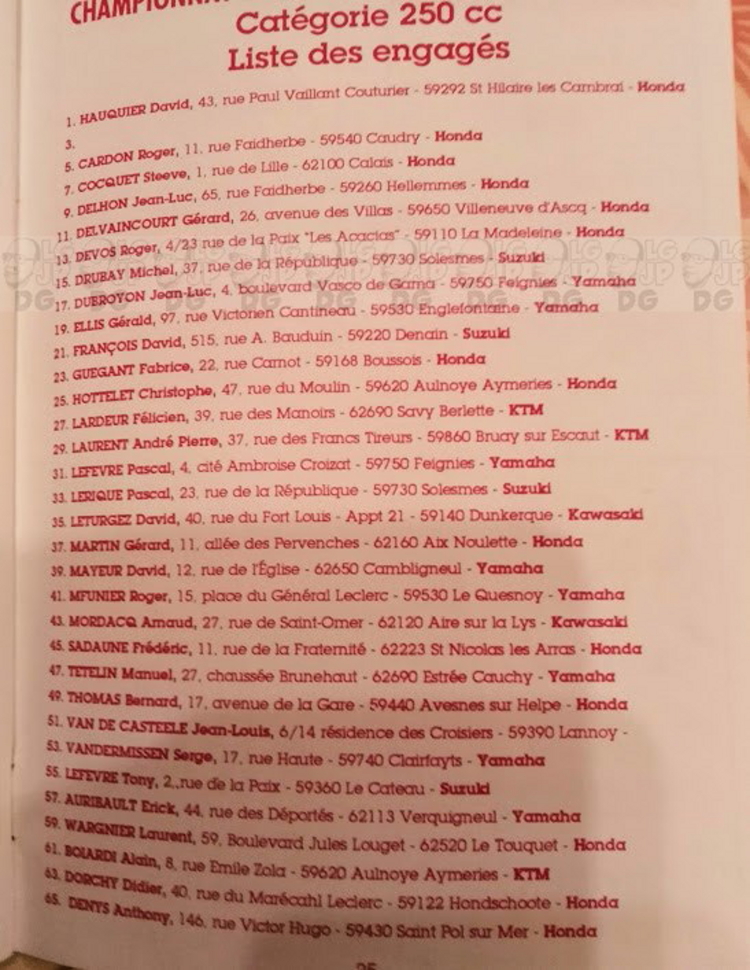 CHAMPIONNA
Catégorie 250 cc
Liste des engagés
1. HAUQUIER David, 43, rue Paul Vaillant Couturier - 59292 St Hilaire les Cambrai - Honda
3.
5. CARDON Roger, 11, rue Faidherbe - 59540 Caudry - Honda
7. COCQUET Steeve, 1, rue de Lille - 62100 Calais - Honda
9. DELHON Jean-Luc, 65, rue Faidherbe - 59260 Hellemmes - Honda
11. DELVAINCOURT Gérard, 26, avenue des Villas - 59650 Villeneuve d'Ascq - Honda
13. DEVOS Roger, 4/23 rue de la Paix "Les Acacias" - 59110 La Madeleine - Honda
15. DRUBAY Michel, 37, rue de la République - 59730 Solesmes - Suzuki
17. DUBROYON Jean-Luc, 4, boulevard Vasco de Gama - 59750 Feignies - Yamaha
19. ELLIS Gérald, 97, rue Victorien Cantineau - 59530 Englefontaine - Yamaha
21. FRANÇOIS David, 515, rue A. Bauduin - 59220 Denain - Suzuki
23. GUEGANT Fabrice, 22, rue Carnot - 59168 Boussois - Honda
25. HOTTELET Christophe, 47, rue du Moulin - 59620 Aulnoye Aymeries - Honda
27. LARDEUR Félicien, 39, rue des Manoirs - 62690 Savy Berlette - KTM
29. LAURENT André Pierre, 37, rue des Francs Tireurs - 59860 Bruay sur Escaut - KTM
31. LEFEVRE Pascal, 4, cité Ambroise Croizat - 59750 Feignies - Yamaha
33. LERIQUE Pascal, 23, rue de la République - 59730 Solesmes - Suzuki
35. LETURGEZ David, 40, rue du Fort Louis - Appt 21 - 59140 Dunkerque - Kawasaki
37. MARTIN Gérard, 11, allée des Pervenches - 62160 Aix Noulette - Honda
39. MAYEUR David, 12, rue de l'Église - 62650 Cambligneul - Yamaha
41. MEUNIER Roger, 15, place du Général Leclerc - 59530 Le Quesnoy - Yamaha
43. MORDACQ Arnaud, 27, rue de Saint-Omer - 62120 Aire sur la Lys - Kawasaki
45. SADAUNE Frédéric, 11, rue de la Fraternité - 62223 St Nicolas les Arras - Honda
47. TETELIN Manuel, 27, chaussée Brunehaut - 62690 Estrée Cauchy - Yamaha
49. THOMAS Bernard, 17, avenue de la Gare - 59440 Avesnes sur Helpe - Honda
51. VAN DE CASTEELE Jean-Louis, 6/14 résidence des Croisiers - 59390 Lannoy -
53. VANDERMISSEN Serge, 17, rue Haute - 59740 Clairfayts - Yamaha
55. LEFEVRE Tony, 2,.rue de la Paix - 59360 Le Cateau - Suzuki
57. AURIBAULT Erick, 44, rue des Déportés - 62113 Verquigneul - Yamaha
59. WARGNIER Laurent, 59, Boulevard Jules Louget - 62520 Le Touquet - Honda
61. BOIARDI Alain, 8, rue Emile Zola - 59620 Aulnoye Aymeries - KTM
63. DORCHY Didier, 40, rue du Marécahl Leclerc - 59122 Hondschoote - Honda
65. DENYS Anthony, 146, rue Victor Hugo - 59430 Saint Pol sur Mer - Honda